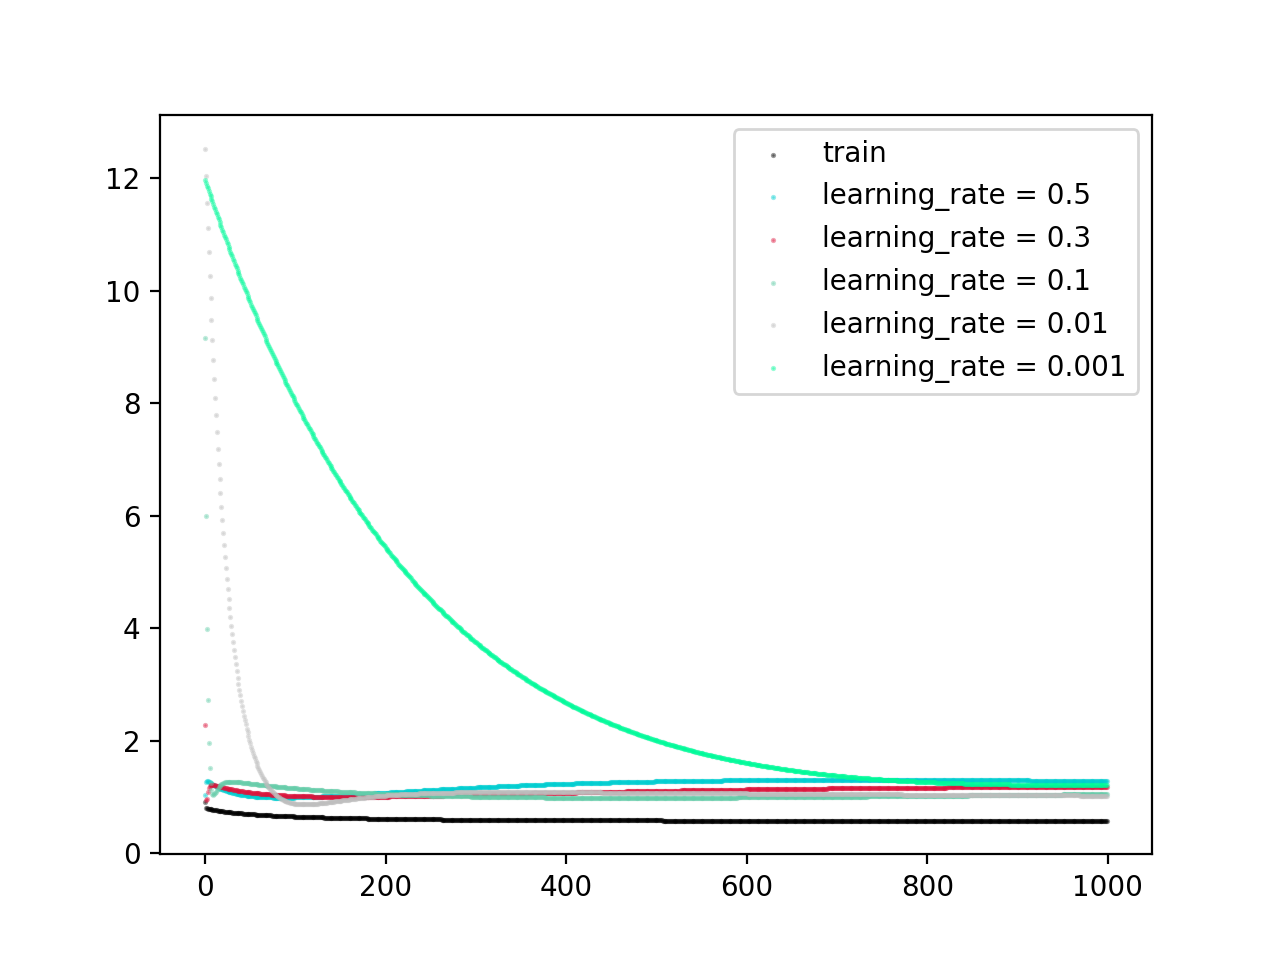 train
learning_rate = 0.5
learning_rate = 0.3
learning_rate = 0.1
learning_rate = 0.01
learning_rate = 0.001
12
10
8
6
4
2
0
0 200 400 600 800 1000